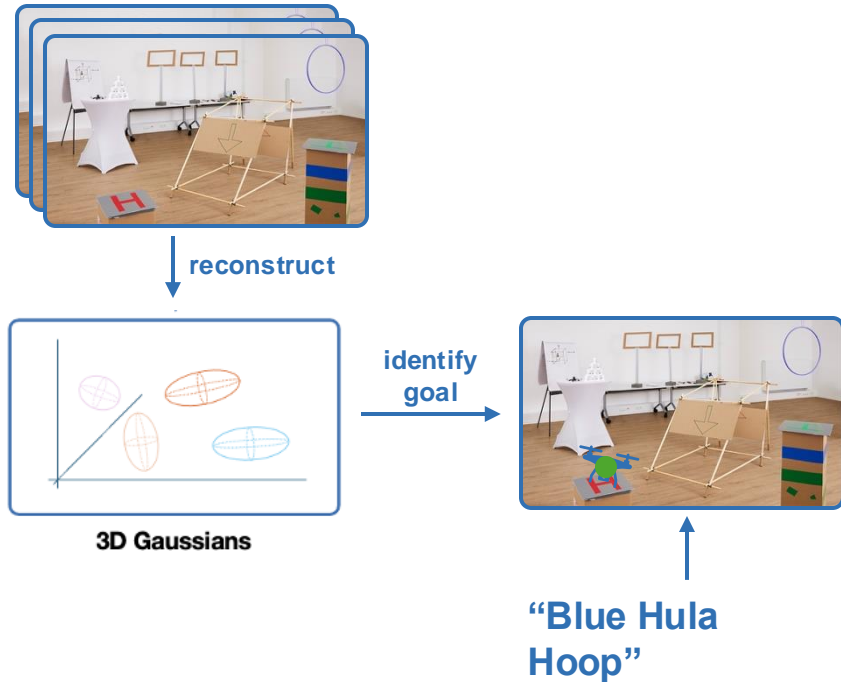 H
reconstruct
identify
goal
H
3D Gaussians
“Blue Hula
Hoop”